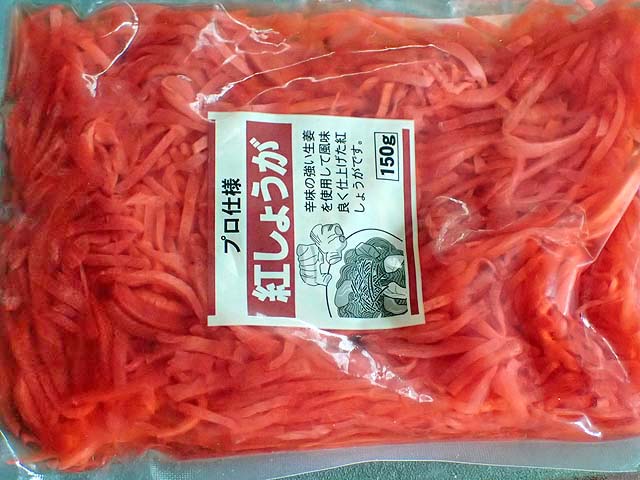 プロ仕様
紅しょうが
辛味の強い生姜
を使用して風味
良く仕上げた紅
しょうがです。
150g